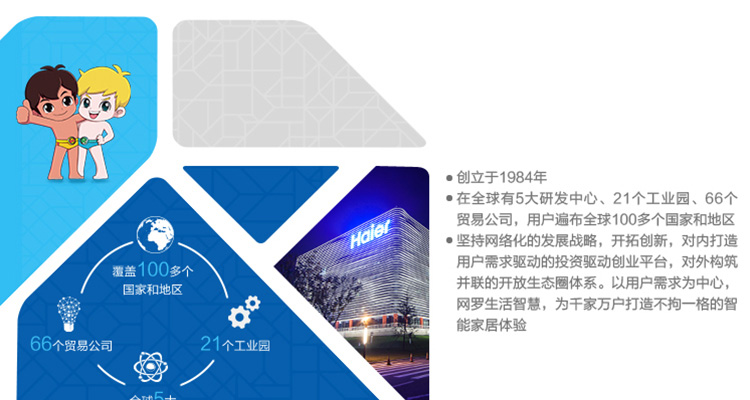 Haier
覆盖100多个
国家和地区
66个贸易公司
21个工业园
全球5大
创立于1984年
在全球有5大研发中心、21个工业园、66个
贸易公司，用户遍布全球100多个国家和地区
坚持网络化的发展战略，开拓创新，对内打造
用户需求驱动的投资驱动创业平台，对外构筑
并联的开放生态圈体系。以用户需求为中心，
网罗生活智慧，为千家万户打造不拘一格的智
能家居体验